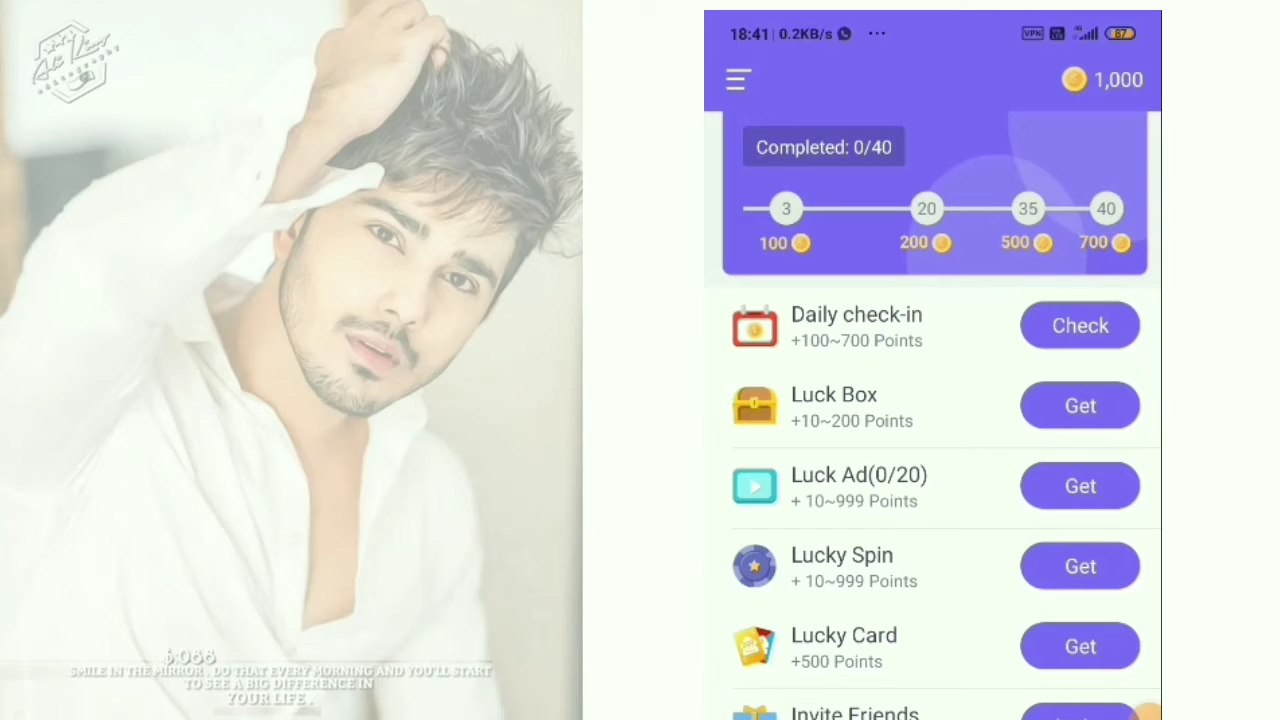 SMILE IN THE MIRROR . DO THAT EVERY MORNING AND YOU'LL START
TO SEE A BIG DIFFERENCE IN
YOUR LIFE .
18:41 0.2KB/s
VPN
87
1,000
Completed: 0/40
3 20 35 40
100 200 500 700
Daily check-in
+100~700 Points
Check
Luck Box
+10~200 Points
Get
Luck Ad(0/20)
+ 10~999 Points
Get
Lucky Spin
+ 10~999 Points
Get
Lucky Card
+500 Points
Get
Invite Friends